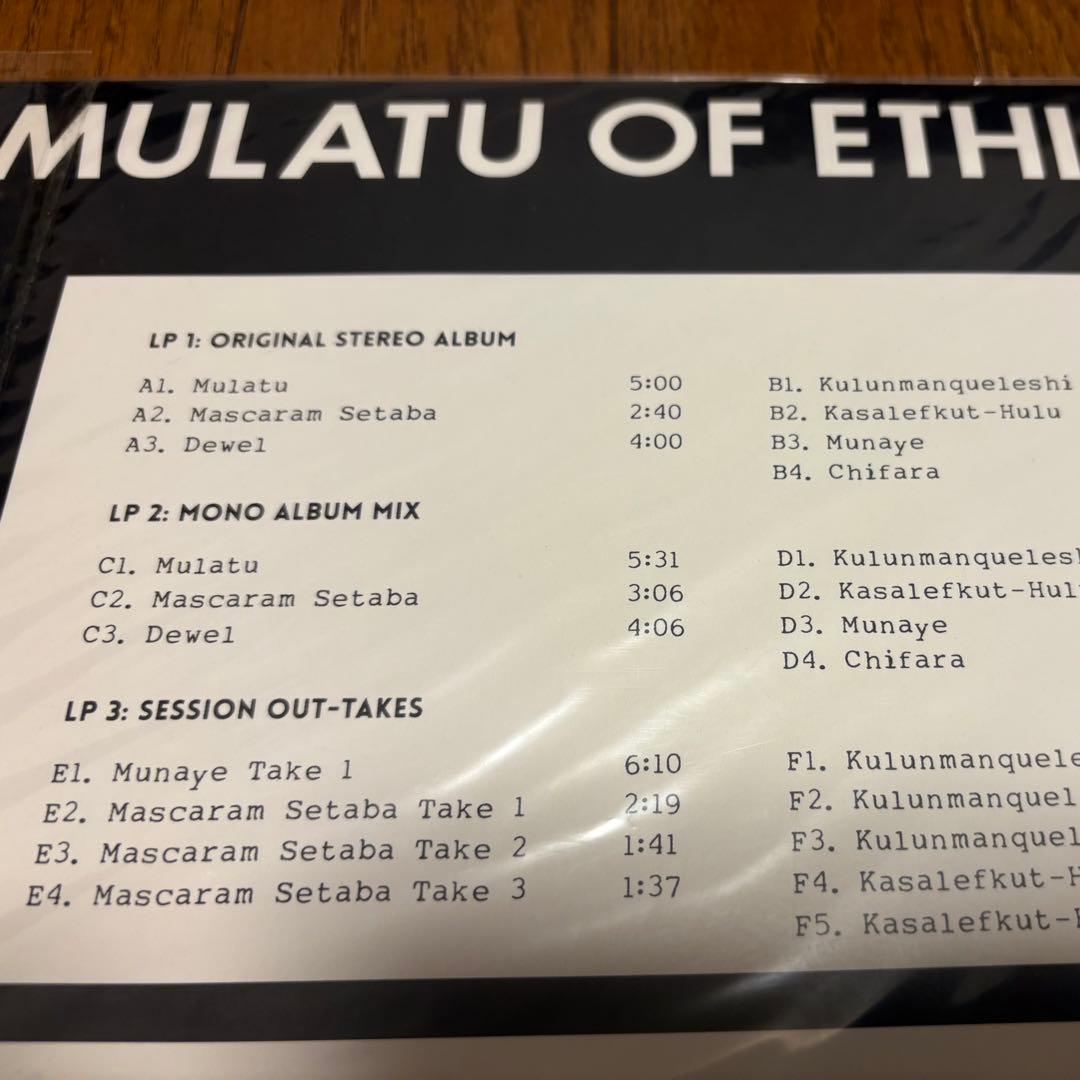 MULATU OF ETHI
LP 1: ORIGINAL STEREO ALBUM
A1. Mulatu 5:00
A2. Mascaram Setaba 2:40
A3. Dewel 4:00
B1. Kulunmanqueleshi
B2. Kasalefkut-Hulu
B3. Munaye
B4. Chifara
LP 2: MONO ALBUM MIX
C1. Mulatu 5:31
C2. Mascaram Setaba 3:06
C3. Dewel 4:06
D1. Kulunmanquelesh
D2. Kasalefkut-Hulu
D3. Munaye
D4. Chifara
LP 3: SESSION OUT-TAKES
E1. Munaye Take 1 6:10
E2. Mascaram Setaba Take 1 2:19
E3. Mascaram Setaba Take 2 1:41
E4. Mascaram Setaba Take 3 1:37
F1. Kulunmanquele
F2. Kulunmanquel
F3. Kulunmanquel
F4. Kasalefkut-H
F5. Kasalefkut-H